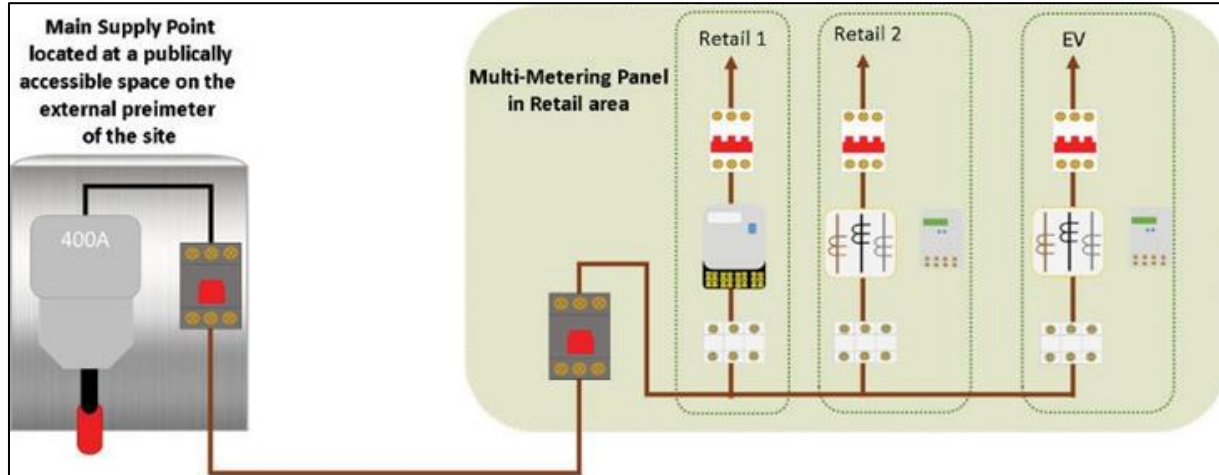 Main Supply Point
located at a publically
accessible space on the
external preimeter
of the site
400A
Multi-Metering Panel
in Retail area
Retail 1
Retail 2
EV